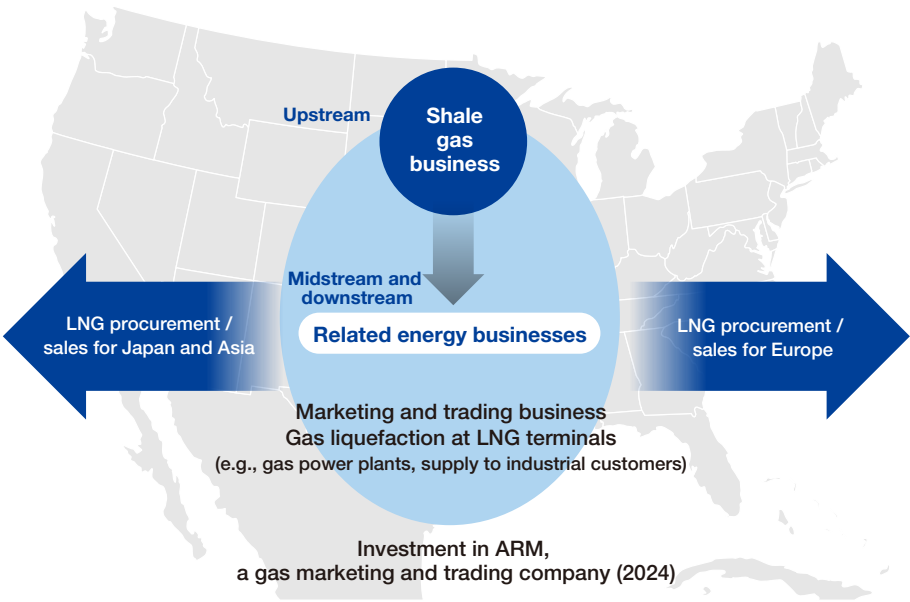 Upstream
Shale
gas
business
Midstream and
downstream
Related energy businesses
LNG procurement /
sales for Japan and Asia
LNG procurement /
sales for Europe
Marketing and trading business
Gas liquefaction at LNG terminals
(e.g., gas power plants, supply to industrial customers)
Investment in ARM,
a gas marketing and trading company (2024)